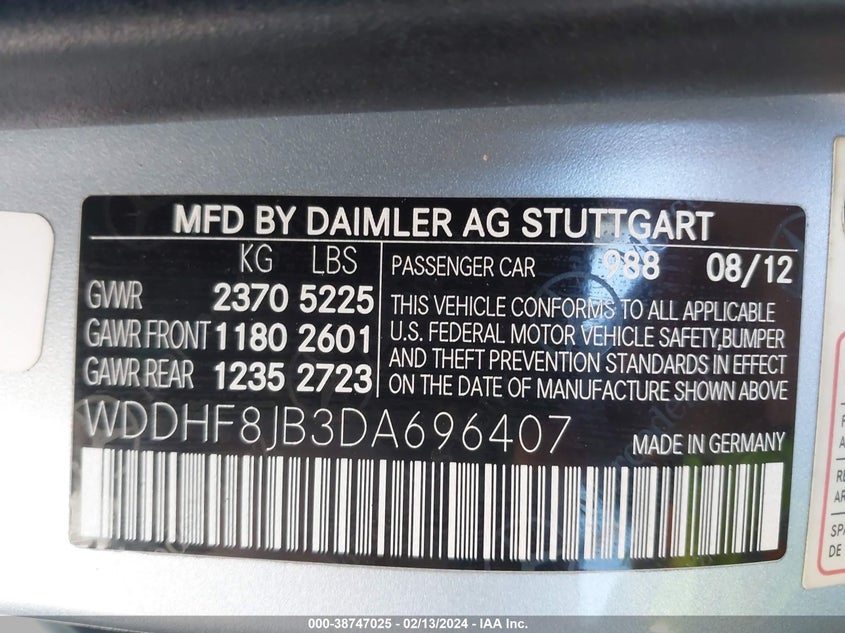 MFD BY DAIMLER AG STUTTGART
KG LBS
GVWR 2370 5225
GAWR FRONT 1180 2601
GAWR REAR 1235 2723
PASSENGER CAR 988 08/12
THIS VEHICLE CONFORMS TO ALL APPLICABLE
U.S. FEDERAL MOTOR VEHICLE SAFETY,BUMPER
AND THEFT PREVENTION STANDARDS IN EFFECT
ON THE DATE OF MANUFACTURE SHOWN ABOVE
WDDHF8JB3DA696407 MADE IN GERMANY
SPA
DE
000-38747025 - 02/13/2024 - IAA Inc.